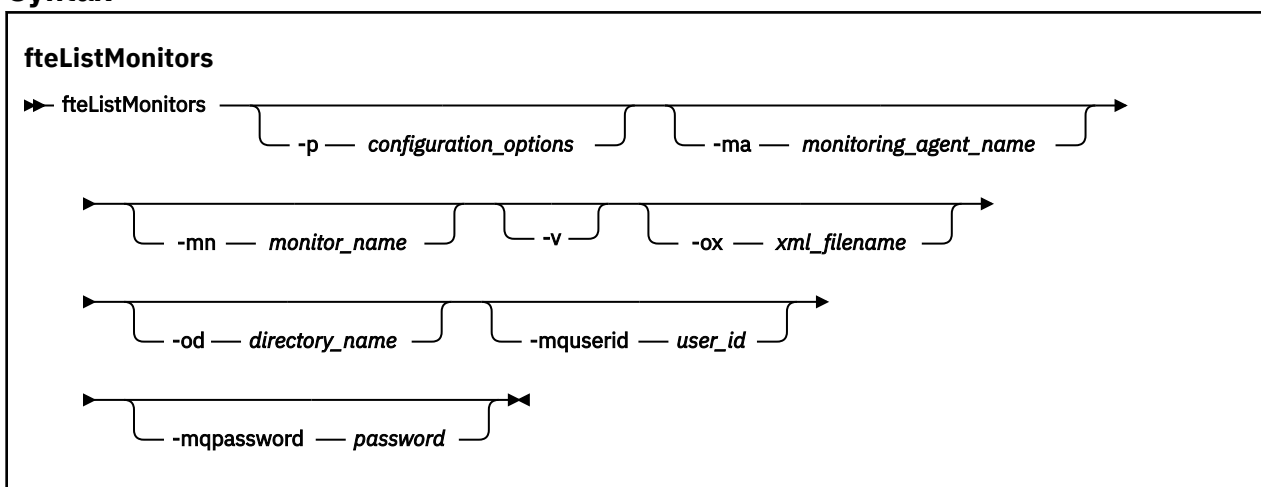 Syntax
fteListMonitors
fteListMonitors
-p configuration_options -ma monitoring_agent_name
-mn monitor_name -v -ox xml_filename
-od directory_name -mquserid user_id
-mqpassword password